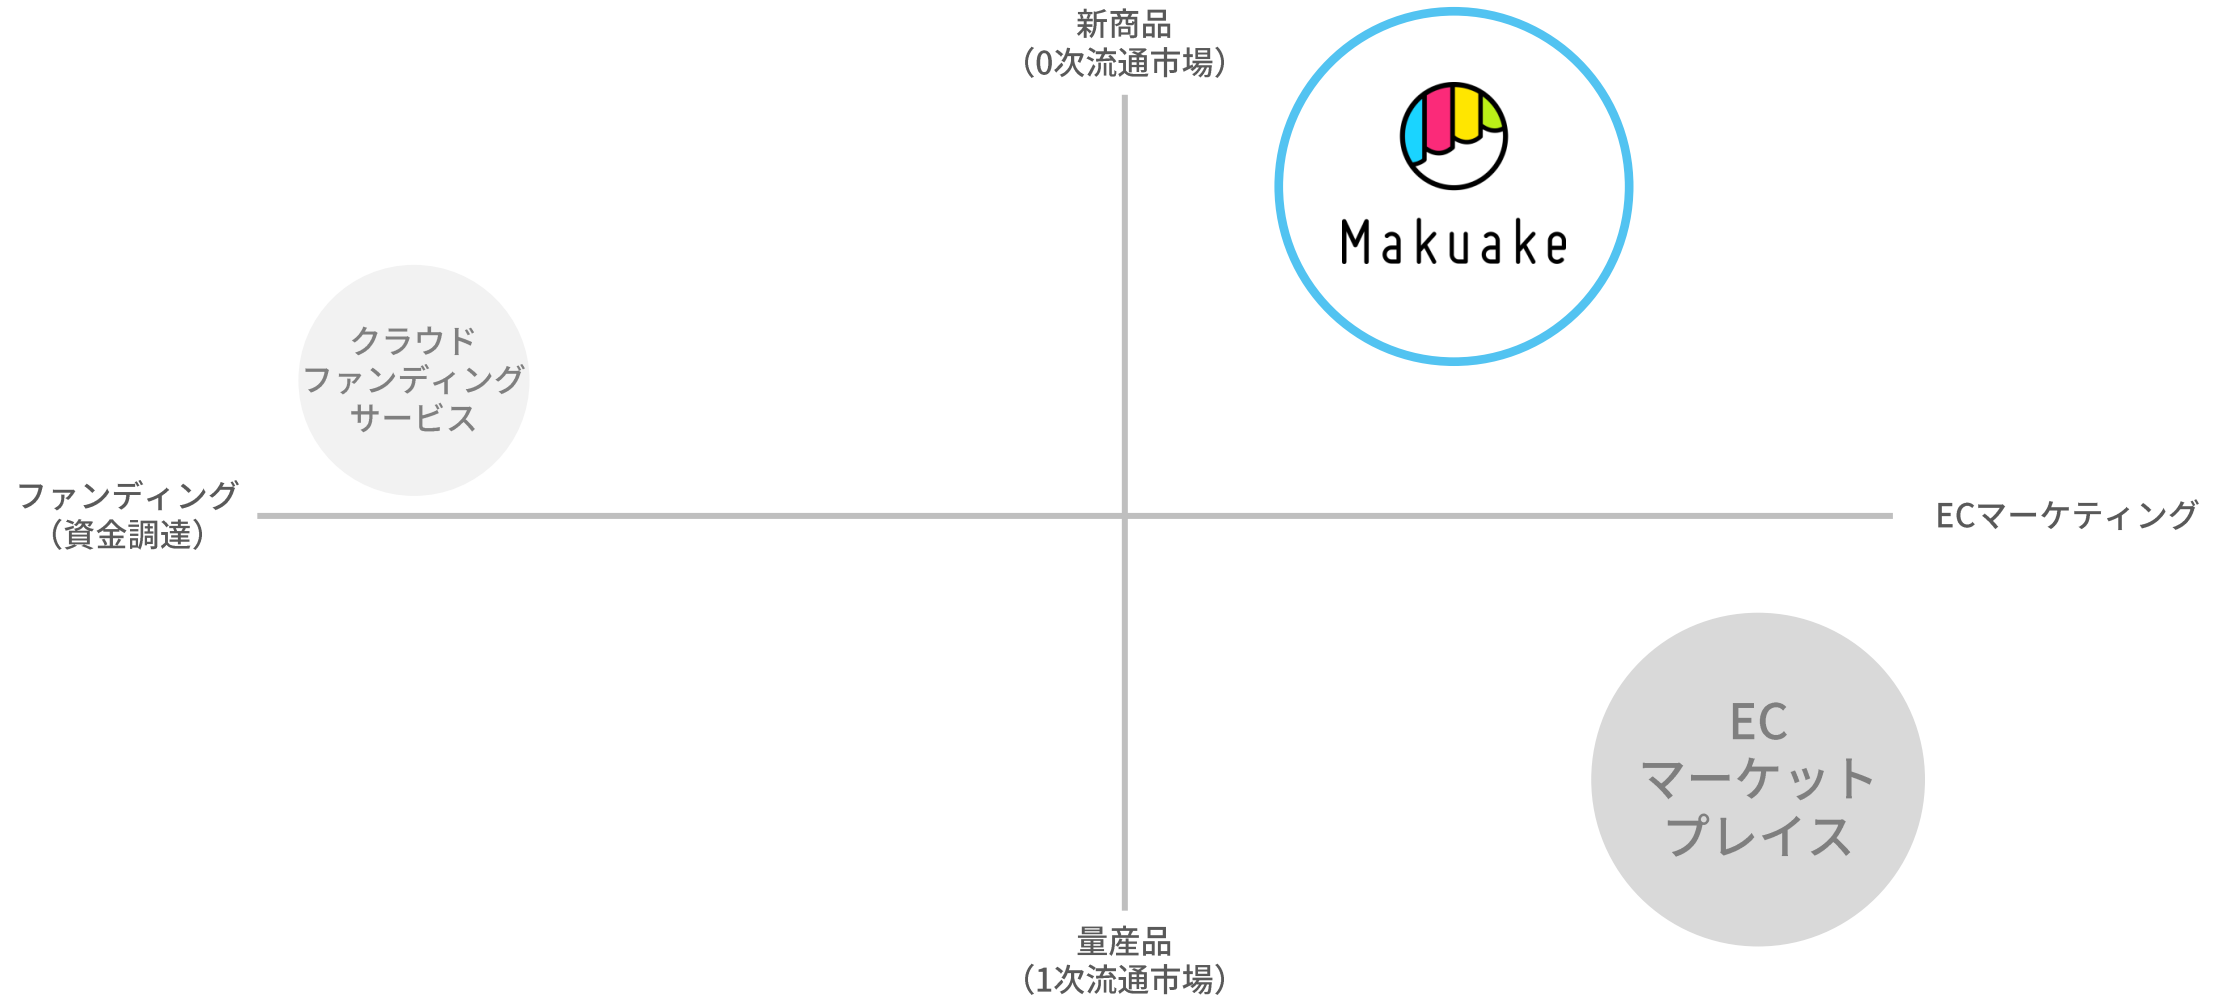 新商品
（0次流通市場）
Makuake
クラウド
ファンディング
サービス
ファンディング
（資金調達）
ECマーケティング
EC
マーケット
プレイス
量産品
（1次流通市場）